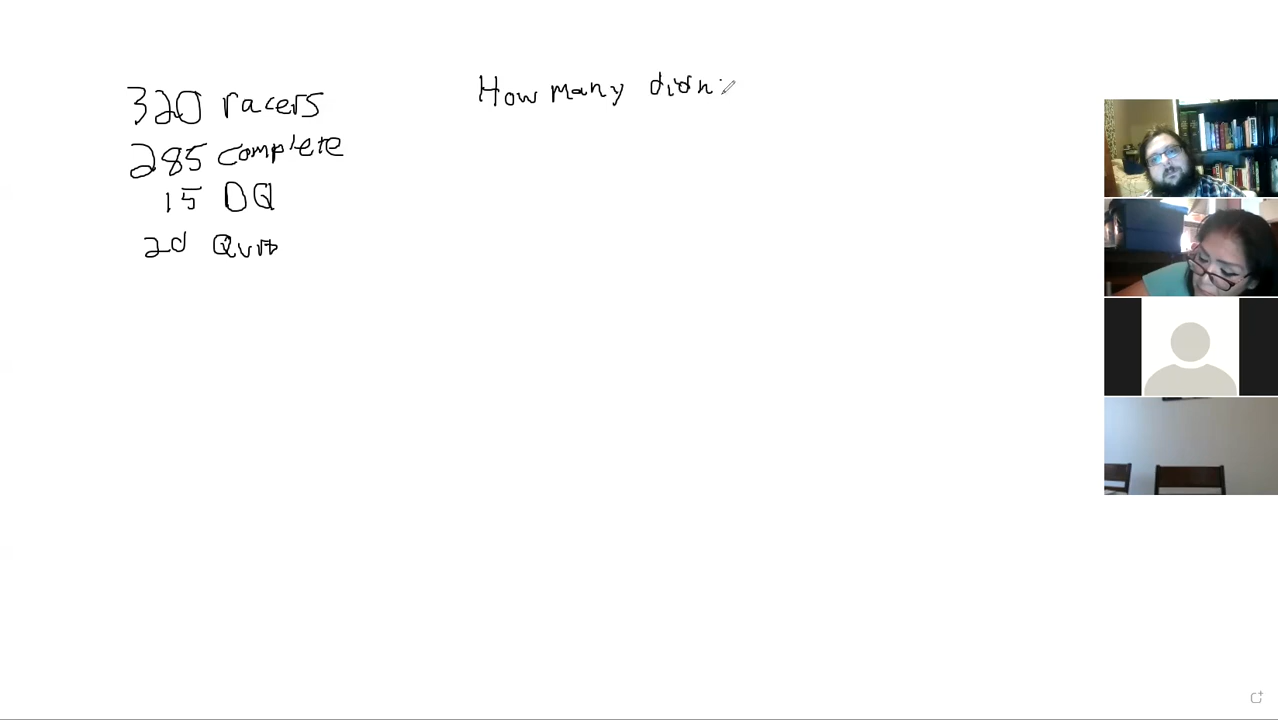 320 racers
285 complete
15 DQ
20 Quit
How many didn